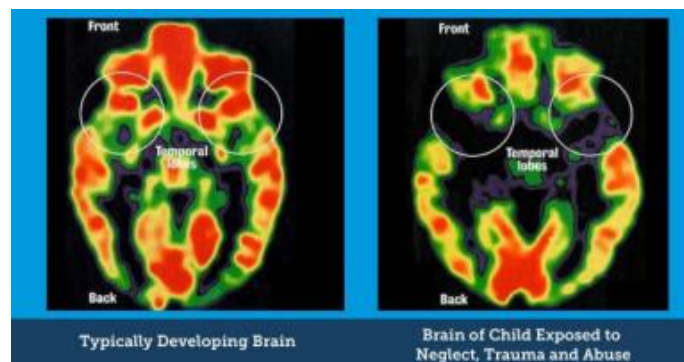 Front
Temporal
lobes
Back
Typically Developing Brain
Front
Temporal
lobes
Back
Brain of Child Exposed to
Neglect, Trauma and Abuse